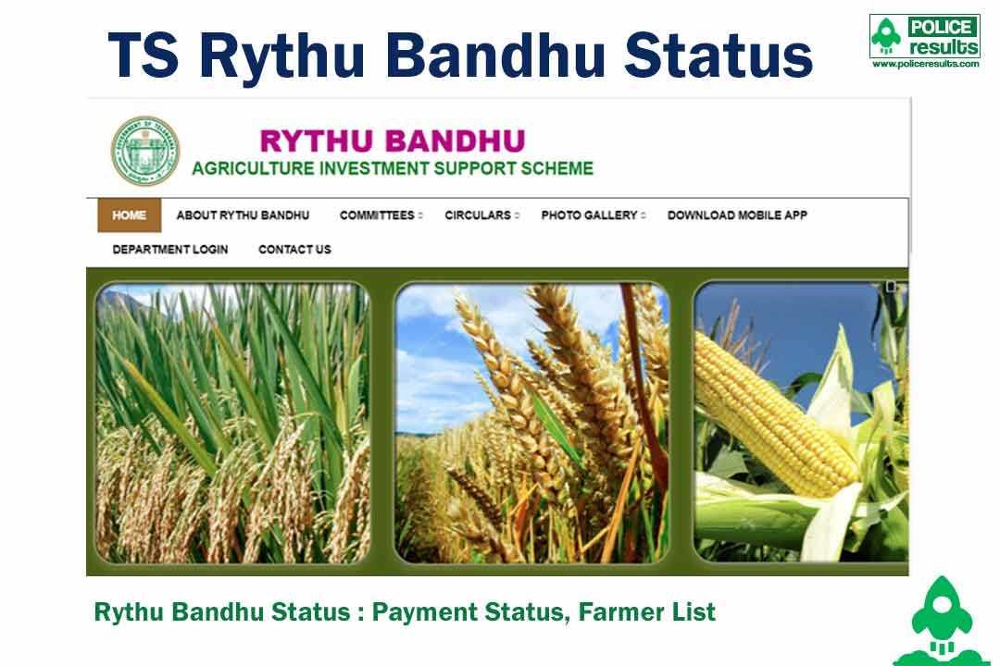 TS Rythu Bandhu Status
POLICE
results
www.policeresults.com
RYTHU BANDHU
AGRICULTURE INVESTMENT SUPPORT SCHEME
HOME ABOUT RYTHU BANDHU COMMITTEES CIRCULARS PHOTO GALLERY DOWNLOAD MOBILE APP
DEPARTMENT LOGIN CONTACT US
Rythu Bandhu Status : Payment Status, Farmer List